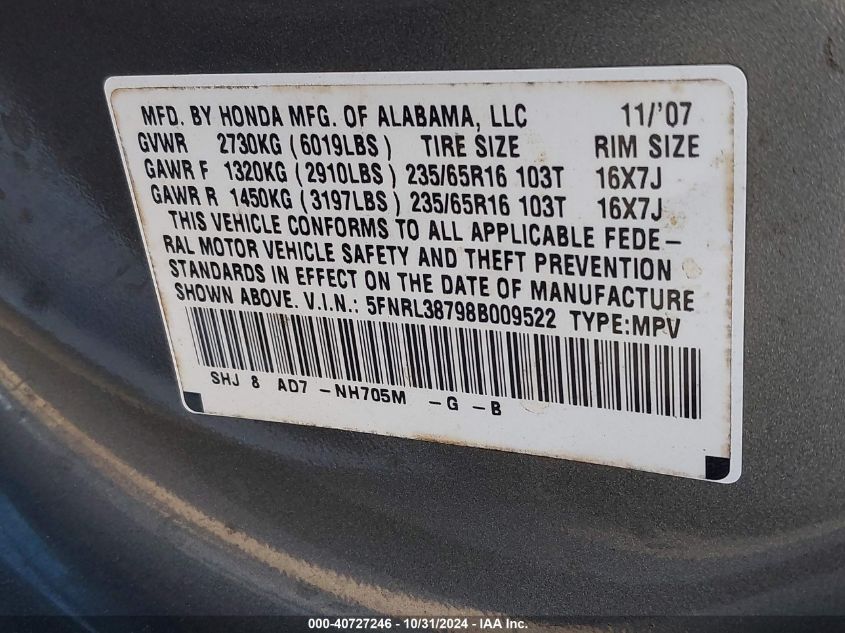 MFD. BY HONDA MFG. OF ALABAMA, LLC 11/'07
GVWR 2730KG (6019LBS) TIRE SIZE RIM SIZE
GAWR F 1320KG (2910LBS) 235/65R16 103T 16X7J
GAWR R 1450KG (3197LBS) 235/65R16 103T 16X7J
THIS VEHICLE CONFORMS TO ALL APPLICABLE FEDE-
RAL MOTOR VEHICLE SAFETY AND THEFT PREVENTION
STANDARDS IN EFFECT ON THE DATE OF MANUFACTURE
SHOWN ABOVE. V.I.N.: 5FNRL38798B009522 TYPE:MPV
SHJ 8 AD7 -NH705M -G -B
000-40727246 - 10/31/2024 - IAA Inc.